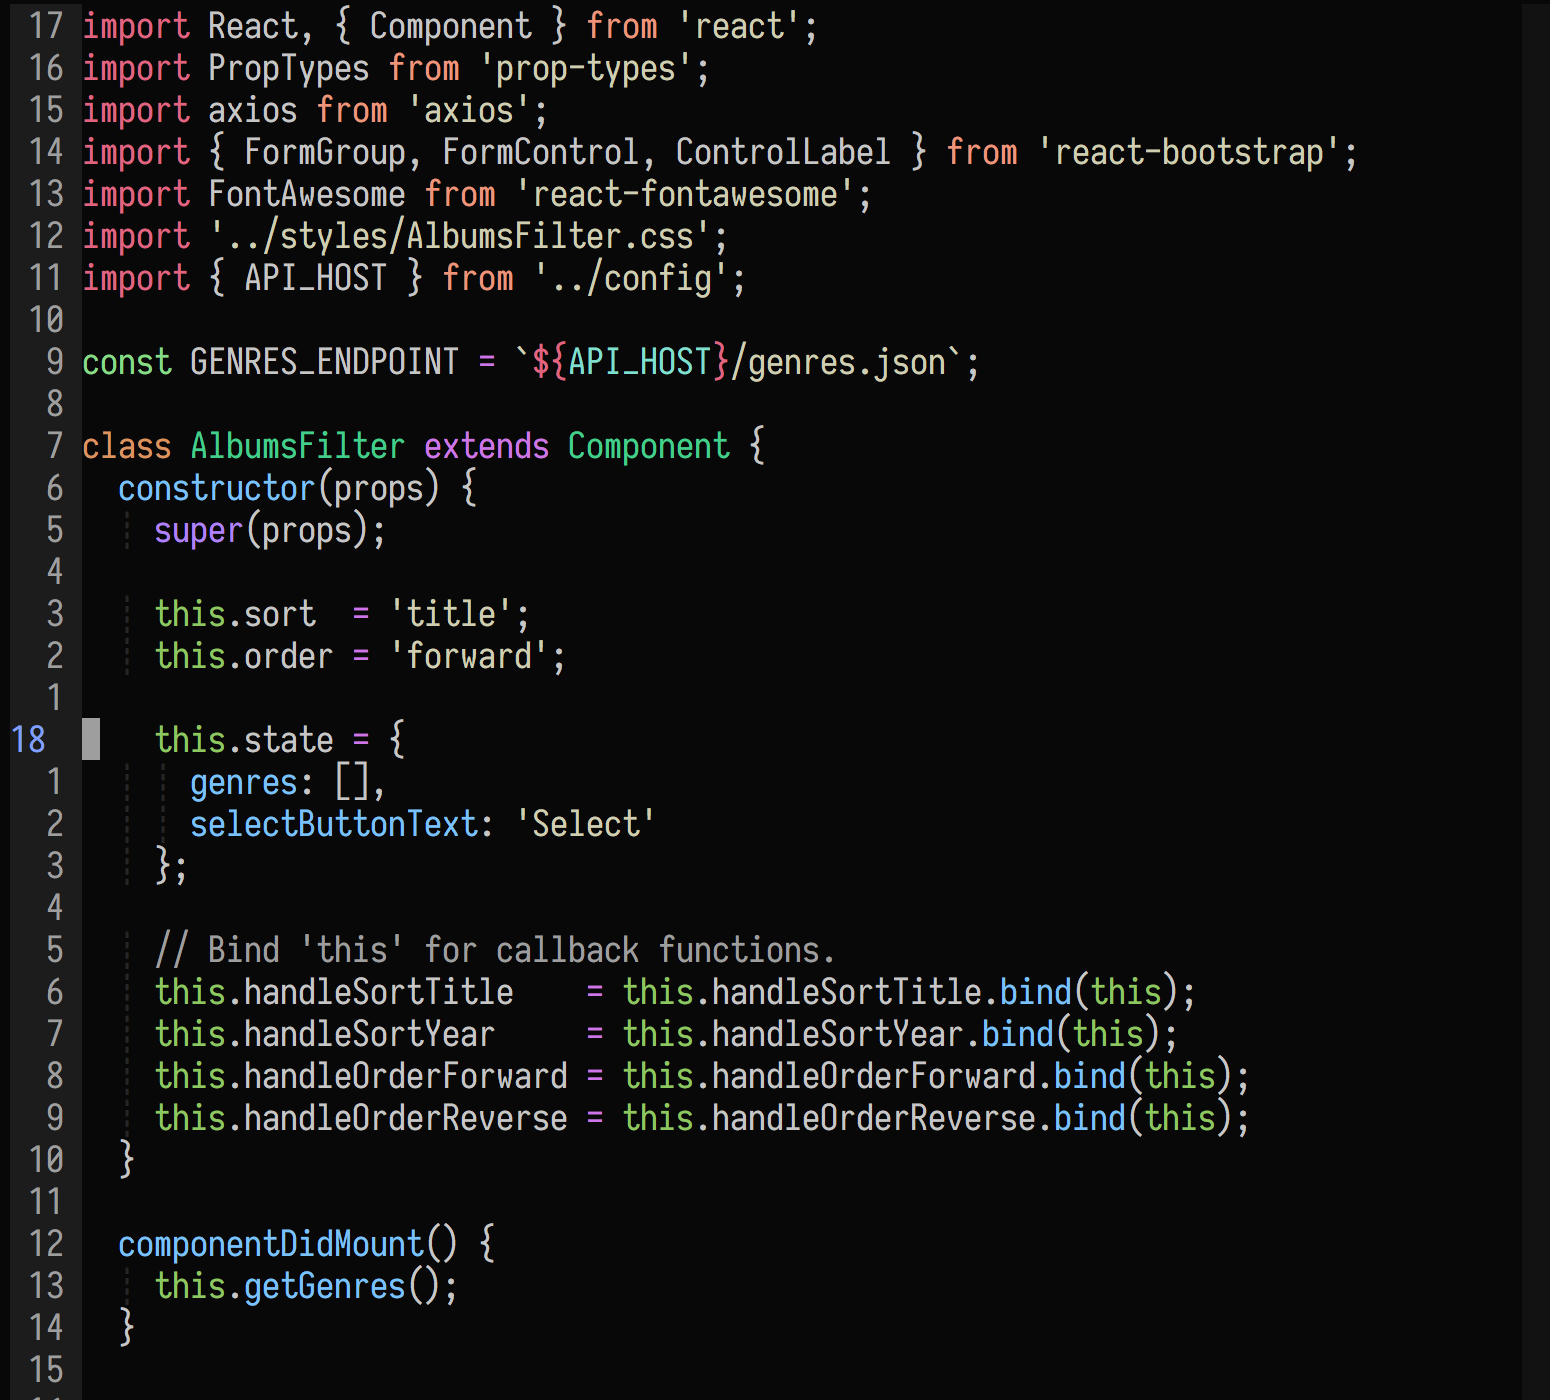 17 import React, { Component } from 'react';
16 import PropTypes from 'prop-types';
15 import axios from 'axios';
14 import { FormGroup, FormControl, ControlLabel } from 'react-bootstrap';
13 import FontAwesome from 'react-fontawesome';
12 import '../styles/AlbumsFilter.css';
11 import { API_HOST } from '../config';
10
9 const GENRES_ENDPOINT = `${API_HOST}/genres.json`;
8
7 class AlbumsFilter extends Component {
6   constructor(props) {
5     super(props);
4
3     this.sort  = 'title';
2     this.order = 'forward';
1
18     this.state = {
1       genres: [],
2       selectButtonText: 'Select'
3     };
4
5     // Bind 'this' for callback functions.
6     this.handleSortTitle    = this.handleSortTitle.bind(this);
7     this.handleSortYear     = this.handleSortYear.bind(this);
8     this.handleOrderForward = this.handleOrderForward.bind(this);
9     this.handleOrderReverse = this.handleOrderReverse.bind(this);
10   }
11
12   componentDidMount() {
13     this.getGenres();
14   }
15